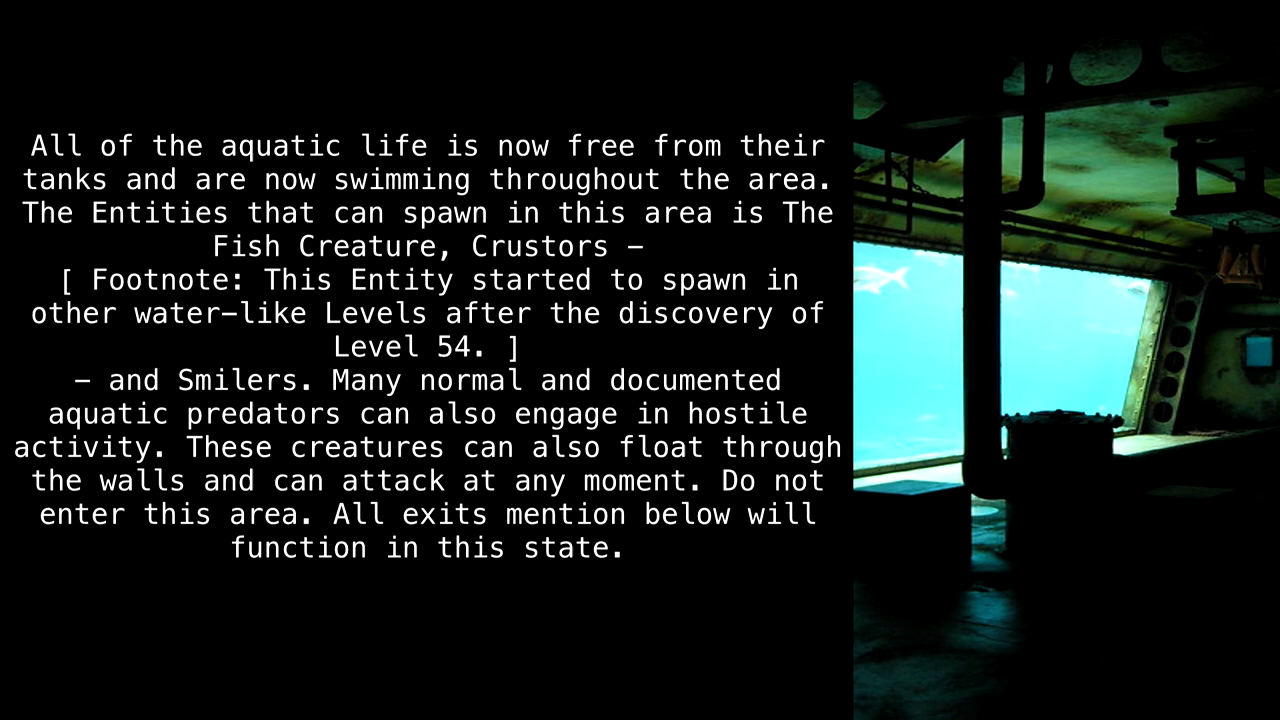 All of the aquatic life is now free from their
tanks and are now swimming throughout the area.
The Entities that can spawn in this area is The
Fish Creature, Crustors –
[ Footnote: This Entity started to spawn in
other water–like Levels after the discovery of
Level 54. ]
– and Smilers. Many normal and documented
aquatic predators can also engage in hostile
activity. These creatures can also float through
the walls and can attack at any moment. Do not
enter this area. All exits mention below will
function in this state.